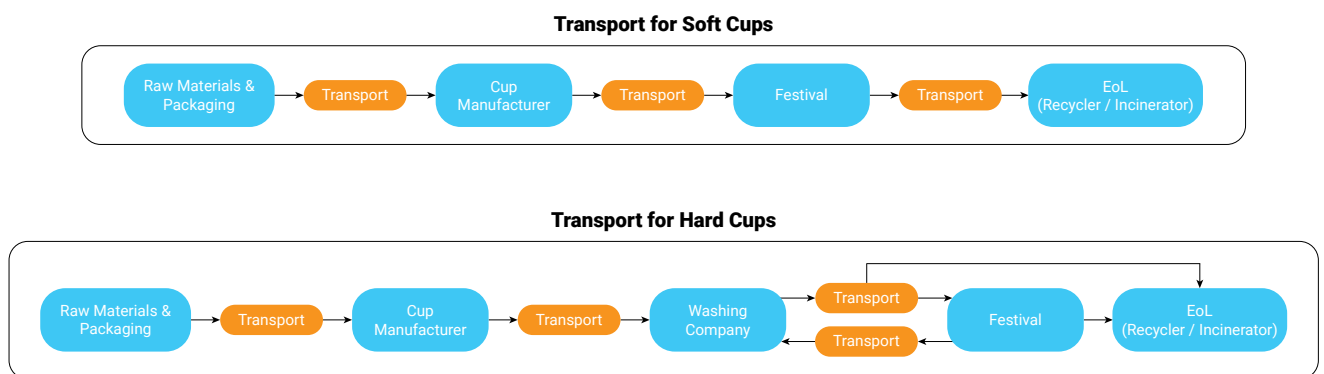 Transport for Soft Cups
Raw Materials &
Packaging
Transport
Cup
Manufacturer
Transport
Festival
Transport
EoL
(Recycler / Incinerator)
Transport for Hard Cups
Raw Materials &
Packaging
Transport
Cup
Manufacturer
Transport
Washing
Company
Transport
Transport
Festival
EoL
(Recycler / Incinerator)